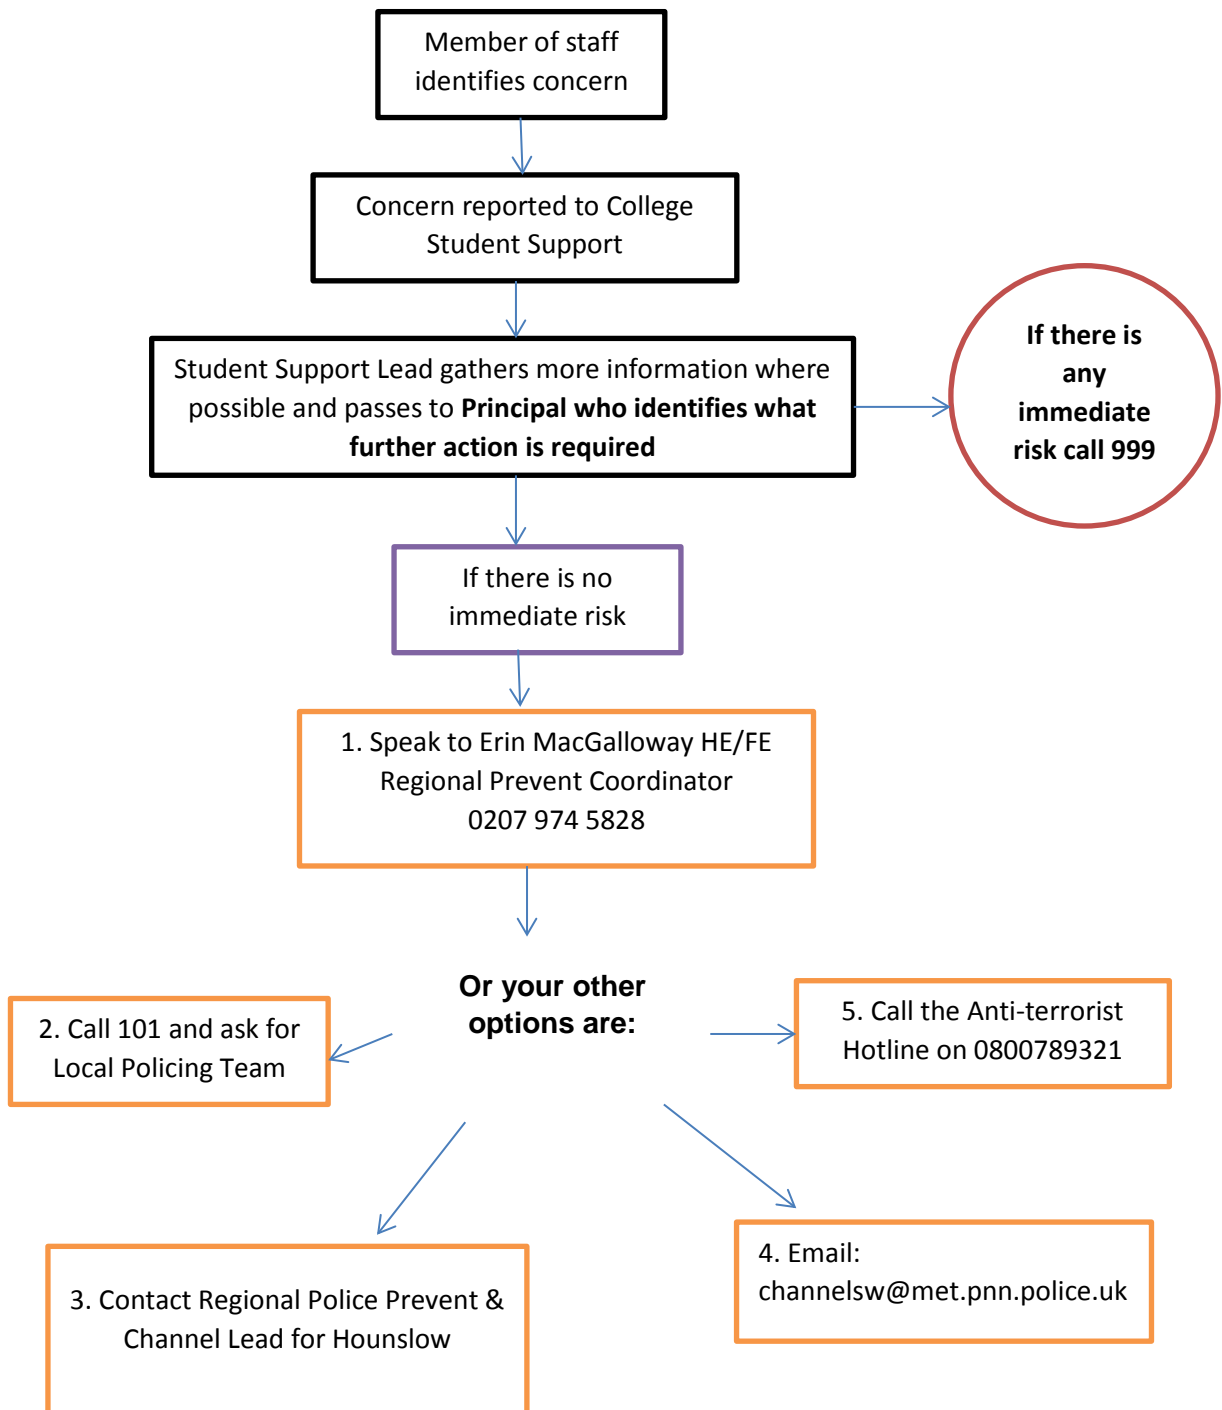 Member of staff
identifies concern
Concern reported to College
Student Support
Student Support Lead gathers more information where
possible and passes to Principal who identifies what
further action is required
If there is
any
immediate
risk call 999
If there is no
immediate risk
1. Speak to Erin MacGalloway HE/FE
Regional Prevent Coordinator
0207 974 5828
Or your other
options are:
2. Call 101 and ask for
Local Policing Team
5. Call the Anti-terrorist
Hotline on 0800789321
3. Contact Regional Police Prevent &
Channel Lead for Hounslow
4. Email:
channelsw@met.pnn.police.uk